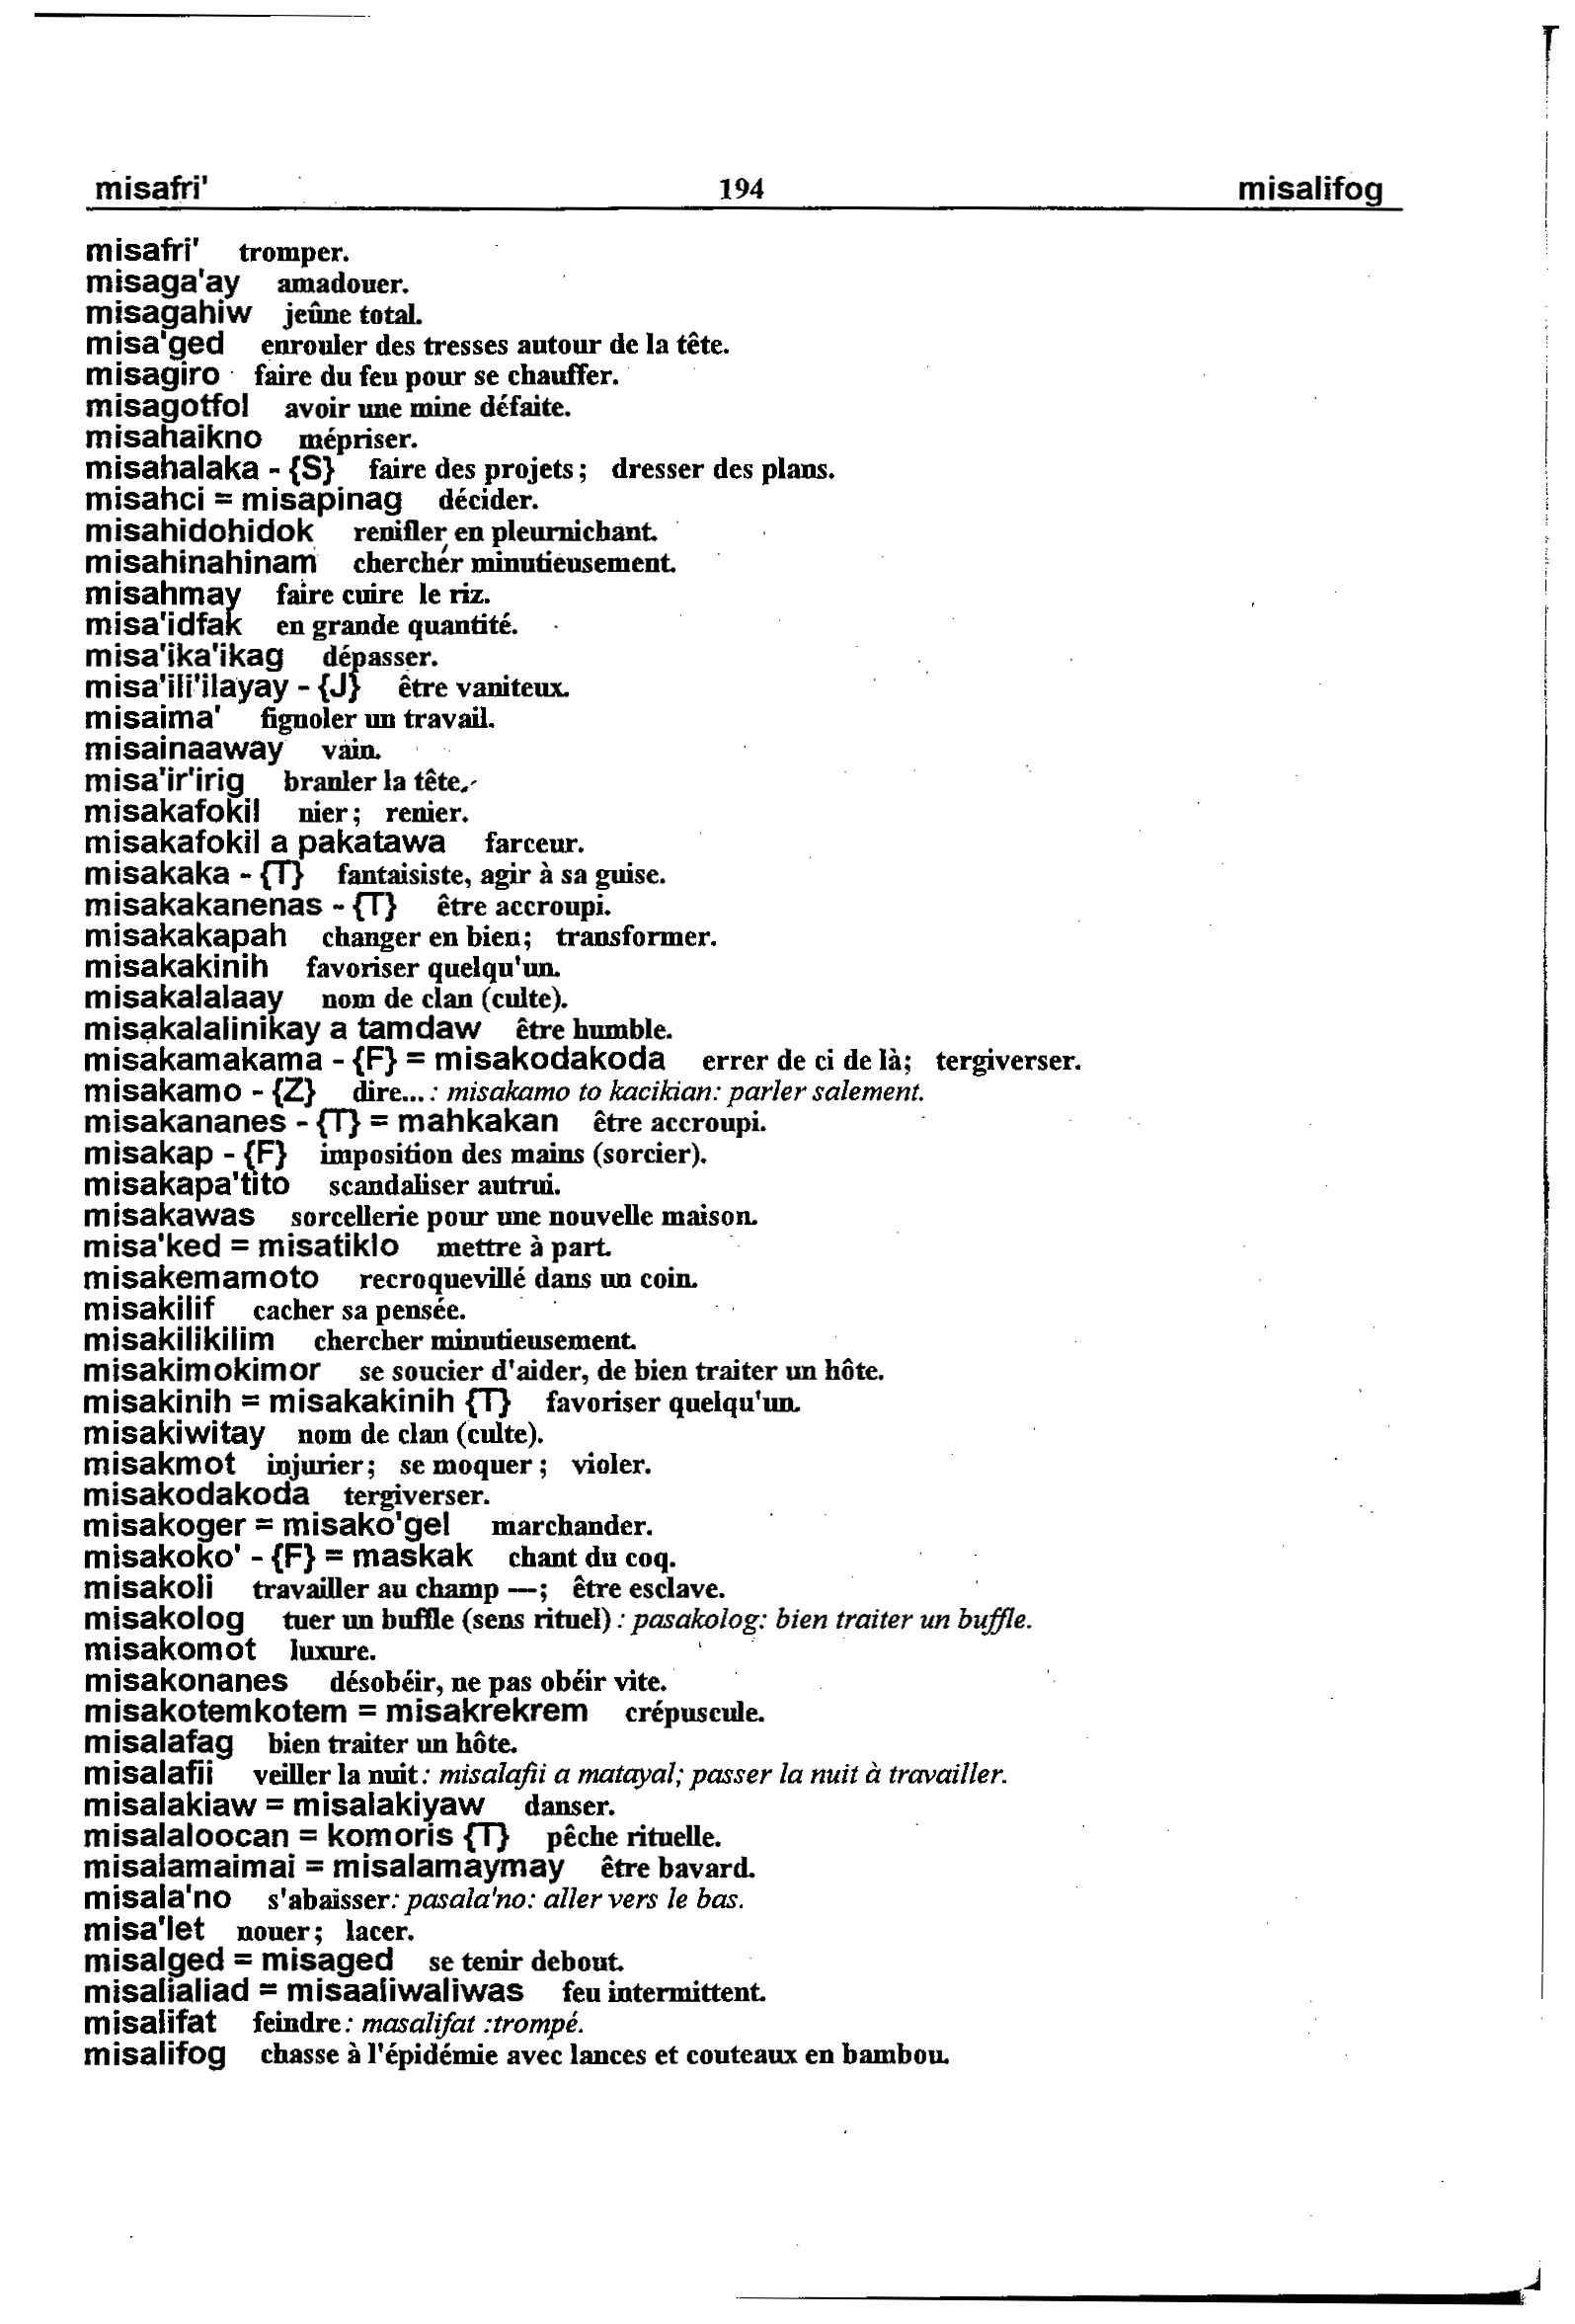 misafri' 194 misalifog
misafri' tromper.
misaga'ay amadouer.
misagahiw jeûne total.
misa'ged enrouler des tresses autour de la tête.
misagiro faire du feu pour se chauffer.
misagotfol avoir une mine défaite.
misahaikno mépriser.
misahalaka - {S} faire des projets ; dresser des plans.
misahci = misapinag décider.
misahidohidok renifler en pleurnichant.
misahinahinam chercher minutieusement.
misahmay faire cuire le riz.
misa'idfak en grande quantité.
misa'ika'ikag dépasser.
misa'ili'ilayay - {J} être vaniteux.
misaima' fignoler un travail.
misainaaway vain.
misa'ir'irig branler la tête.
misakafokil nier ; renier.
misakafokil a pakatawa farceur.
misakaka - {T} fantaisiste, agir à sa guise.
misakakanenas - {T} être accroupi.
misakakapah changer en bien; transformer.
misakakinih favoriser quelqu'un.
misakalalaay nom de clan (culte).
misakalalinikay a tamdaw être humble.
misakamakama - {F} = misakodakoda errer de ci de là; tergiverser.
misakamo - {Z} dire... : misakamo to kacikian: parler salement.
misakananes - {T} = mahkakan être accroupi.
misakap - {F} imposition des mains (sorcier).
misakapa'tito scandaliser autrui.
misakawas sorcellerie pour une nouvelle maison.
misa'ked = misatiklo mettre à part.
misakemamoto recroquevillé dans un coin.
misakilif cacher sa pensée.
misakilikilim chercher minutieusement.
misakimokimor se soucier d'aider, de bien traiter un hôte.
misakinih = misakakinih {T} favoriser quelqu'un.
misakiwitay nom de clan (culte).
misakmot injurier; se moquer ; violer.
misakodakoda tergiverser.
misakoger = misako'gel marchander.
misakoko' - {F} = maskak chant du coq.
misakoli travailler au champ —; être esclave.
misakolog tuer un buffle (sens rituel) : pasakolog: bien traiter un buffle.
misakomot luxure.
misakonanes désobéir, ne pas obéir vite.
misakotemkotem = misakrekrem crépuscule.
misalafag bien traiter un hôte.
misalafii veiller la nuit : misalafii a matayal; passer la nuit à travailler.
misalakiaw = misalakiyaw danser.
misalaloocan = komoris {T} pêche rituelle.
misalamaimai = misalamaymay être bavard.
misala'no s'abaisser: pasala'no: aller vers le bas.
misa'let nouer ; lacer.
misalged = misaged se tenir debout.
misalialiad = misaaliwaliwas feu intermittent.
misalifat feindre : masalifat :trompé.
misalifog chasse à l'épidémie avec lances et couteaux en bambou.